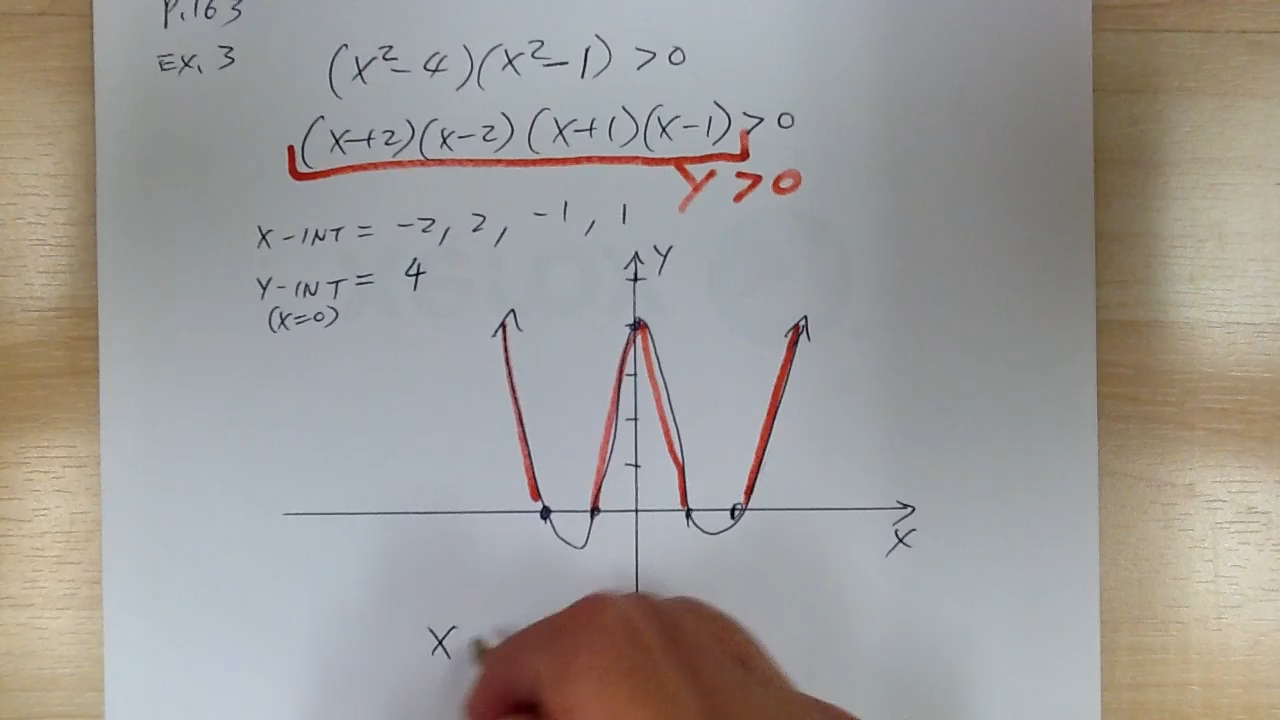 P.163
EX.3
(x²-4)(x²-1) >0
(x+2)(x-2)(x+1)(x-1)>0
Y>0
X-INT = -2, 2, -1, 1
Y-INT = 4
(X=0)
Y
X
X